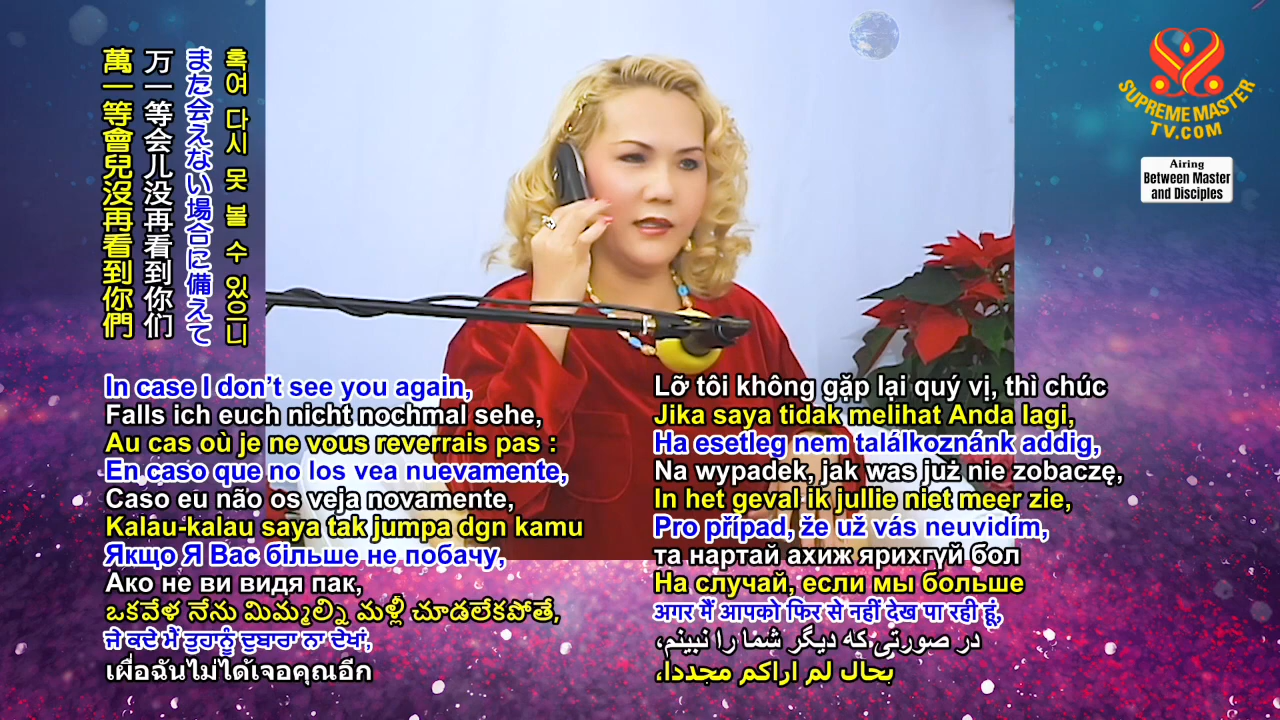 萬一等會兒沒再看到你們
万一等会儿没再看到你们
また会えない場合に備えて
혹여 다시 못 볼 수 있으니
SUPREME MASTER
TV.COM
Airing
Between Master
and Disciples
In case I don’t see you again,
Falls ich euch nicht nochmal sehe,
Au cas où je ne vous reverrais pas :
En caso que no los vea nuevamente,
Caso eu não os veja novamente,
Kalâu-kalau saya tak jumpa dgn kamu
Якщо Я Вас більше не побачу,
Ако не ви видя пак,
ఒకవేళ నేను మిమ్మల్ని మళ్లీ చూడలేకపోతే,
ਜੇ ਕਦੇ ਮੈਂ ਤੁਹਾਨੂੰ ਦੁਬਾਰਾ ਨਾ ਦੇਖਾਂ,
เผื่อฉันไม่ได้เจอคุณอีก
Lỡ tôi không gặp lại quý vị, thì chúc
Jika saya tidak melihat Anda lagi,
Ha esetleg nem találkoznánk addig,
Na wypadek, jak was już nie zobaczę,
In het geval ik jullie niet meer zie,
Pro případ, že už vás neuvidím,
та нартай ахиж ярихгүй бол
На случай, если мы больше
अगर मैं आपको फिर से नहीं देख पा रही हूं,
در صورتی که دیگر شما را نبینم،
بحال لم اراكم مجددا،